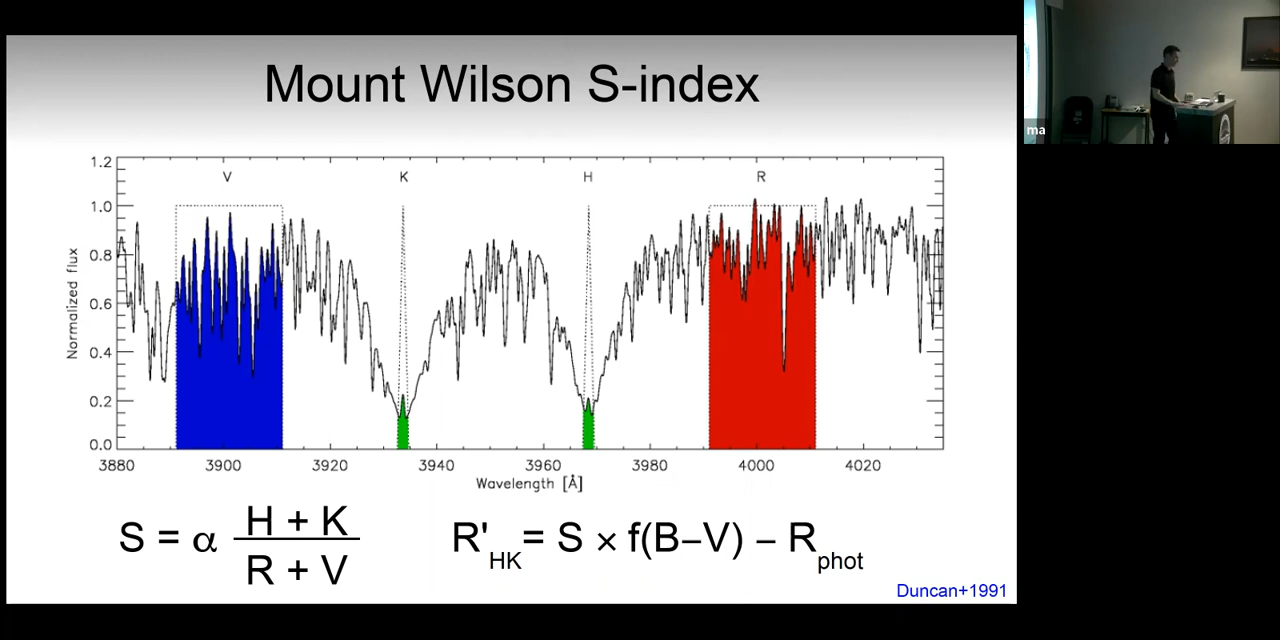 Mount Wilson S-index
ma
V K H R
1.2
1.0
0.8
0.6
0.4
0.2
0.0
Normalized flux
3880 3900 3920 3940 3960 3980 4000 4020
Wavelength [Å]
S = α H + K / R + V
R'HK = S × f(B−V) − Rphot
Duncan+1991